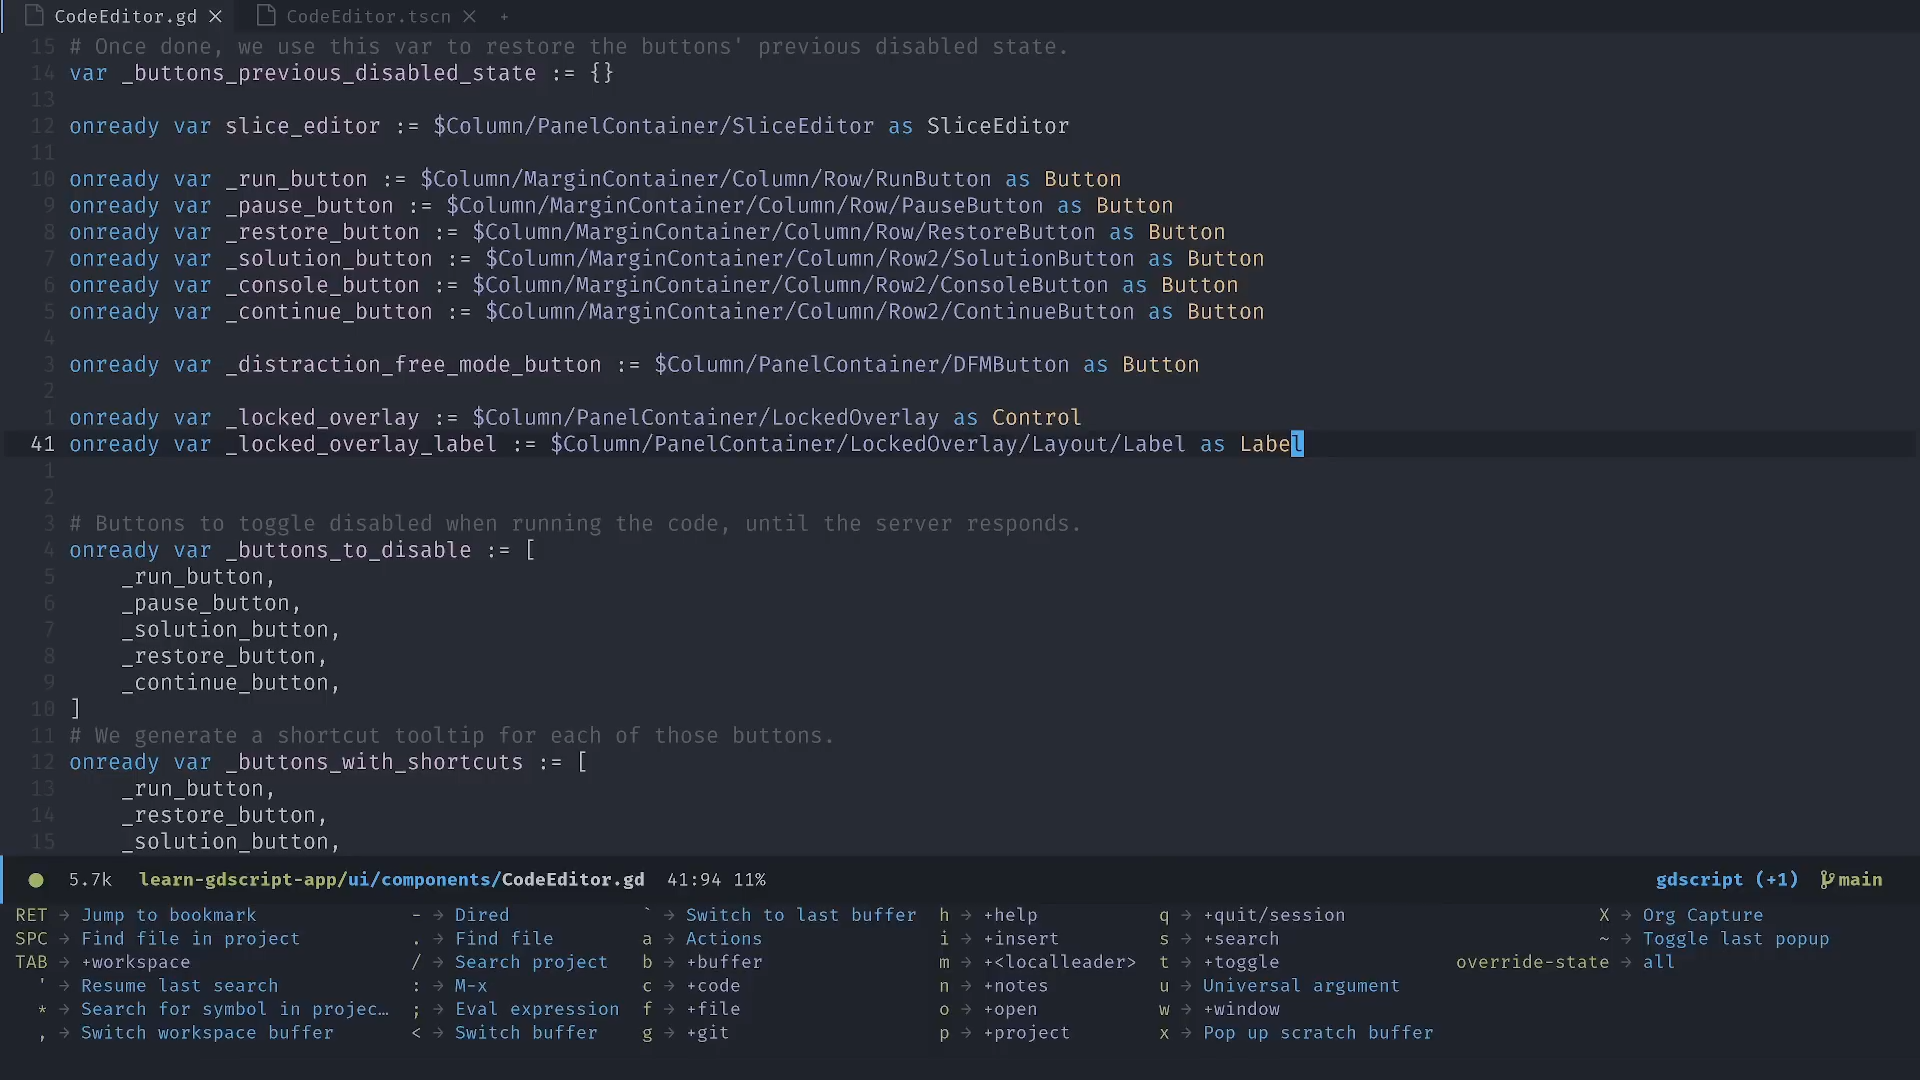 CodeEditor.gd × CodeEditor.tscn × +
15 # Once done, we use this var to restore the buttons' previous disabled state.
14 var _buttons_previous_disabled_state := {}
13
12 onready var slice_editor := $Column/PanelContainer/SliceEditor as SliceEditor
11
10 onready var _run_button := $Column/MarginContainer/Column/Row/RunButton as Button
9 onready var _pause_button := $Column/MarginContainer/Column/Row/PauseButton as Button
8 onready var _restore_button := $Column/MarginContainer/Column/Row/RestoreButton as Button
7 onready var _solution_button := $Column/MarginContainer/Column/Row2/SolutionButton as Button
6 onready var _console_button := $Column/MarginContainer/Column/Row2/ConsoleButton as Button
5 onready var _continue_button := $Column/MarginContainer/Column/Row2/ContinueButton as Button
4
3 onready var _distraction_free_mode_button := $Column/PanelContainer/DFMButton as Button
2
1 onready var _locked_overlay := $Column/PanelContainer/LockedOverlay as Control
41 onready var _locked_overlay_label := $Column/PanelContainer/LockedOverlay/Layout/Label as Label
1
2
3 # Buttons to toggle disabled when running the code, until the server responds.
4 onready var _buttons_to_disable := [
5 _run_button,
6 _pause_button,
7 _solution_button,
8 _restore_button,
9 _continue_button,
10 ]
11 # We generate a shortcut tooltip for each of those buttons.
12 onready var _buttons_with_shortcuts := [
13 _run_button,
14 _restore_button,
15 _solution_button,
5.7k learn-gdscript-app/ui/components/CodeEditor.gd 41:94 11% gdscript (+1) main
RET → Jump to bookmark - → Dired ` → Switch to last buffer h → +help q → +quit/session X → Org Capture
SPC → Find file in project . → Find file a → Actions i → +insert s → +search ~ → Toggle last popup
TAB → +workspace / → Search project b → +buffer m → +<localleader> t → +toggle override-state → all
' → Resume last search : → M-x c → +code n → +notes u → Universal argument
* → Search for symbol in projec… ; → Eval expression f → +file o → +open w → +window
, → Switch workspace buffer < → Switch buffer g → +git p → +project x → Pop up scratch buffer